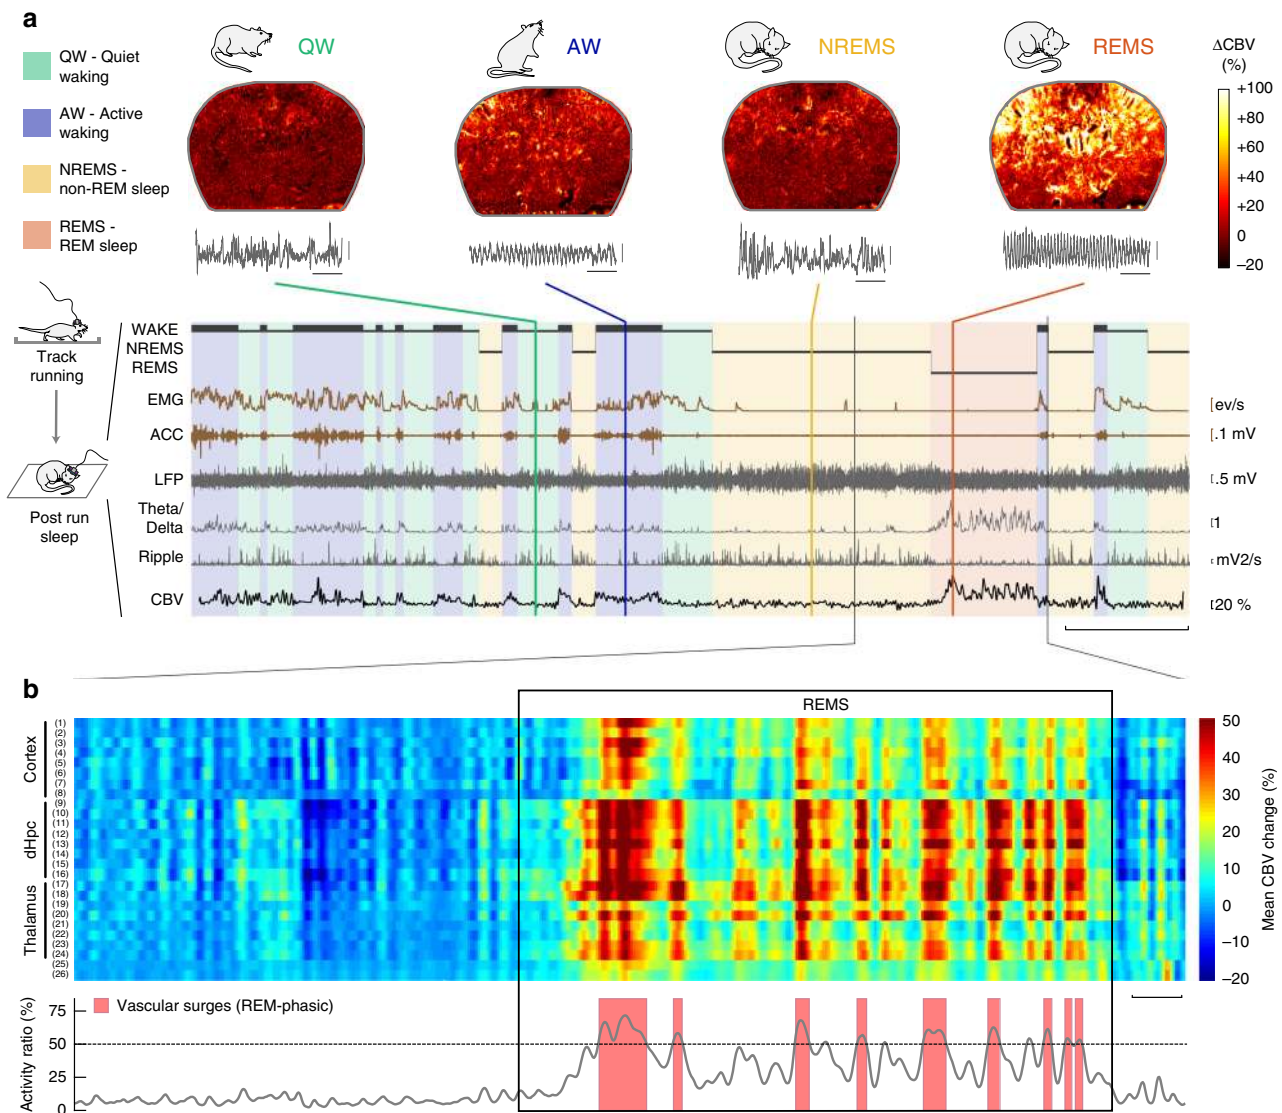 a
QW
AW
NREMS
REMS
ΔCBV
(%)
+100
+80
+60
+40
+20
0
−20
QW - Quiet
waking
AW - Active
waking
NREMS -
non-REM sleep
REMS -
REM sleep
Track
running
Post run
sleep
WAKE
NREMS
REMS
EMG
ev/s
ACC
.1 mV
LFP
.5 mV
Theta/
Delta
1
Ripple
mV2/s
CBV
20 %
b
REMS
Cortex
dHpc
Thalamus
(1)
(2)
(3)
(4)
(5)
(6)
(7)
(8)
(9)
(10)
(11)
(12)
(13)
(14)
(15)
(16)
(17)
(18)
(19)
(20)
(21)
(22)
(23)
(24)
(25)
(26)
50
40
30
20
10
0
−10
−20
Mean CBV change (%)
Vascular surges (REM-phasic)
Activity ratio (%)
75
50
25
0